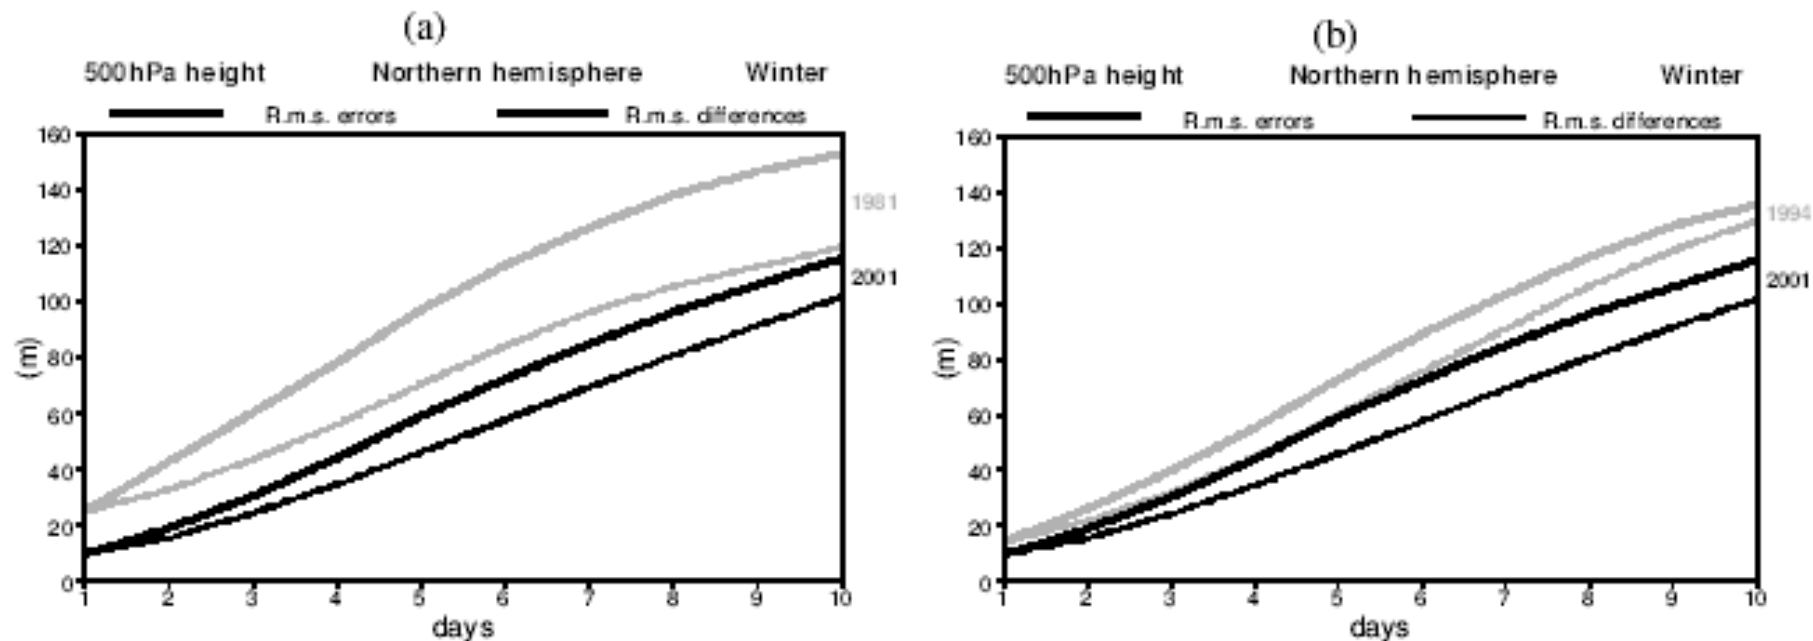 (a)
500hPa height Northern hemisphere Winter
R.m.s. errors R.m.s. differences
160
140
120
100
80
60
40
20
0
(m)
1981
2001
1 2 3 4 5 6 7 8 9 10
days
(b)
500hPa height Northern hemisphere Winter
R.m.s. errors R.m.s. differences
160
140
120
100
80
60
40
20
0
(m)
1994
2001
1 2 3 4 5 6 7 8 9 10
days